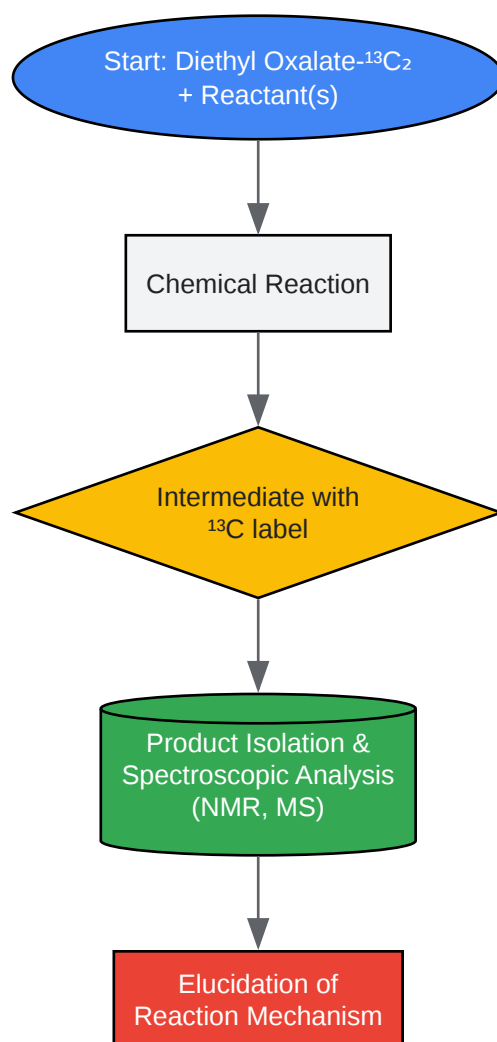 Start: Diethyl Oxalate-¹³C₂
+ Reactant(s)
Chemical Reaction
Intermediate with
¹³C label
Product Isolation &
Spectroscopic Analysis
(NMR, MS)
Elucidation of
Reaction Mechanism